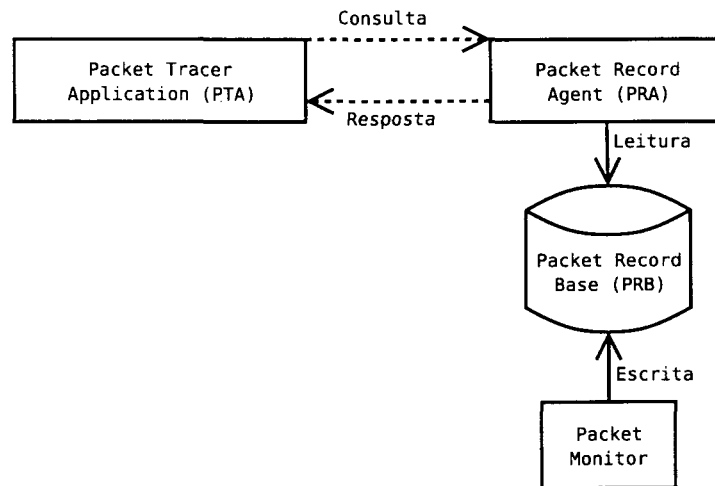 Consulta
Packet Tracer
Application (PTA)
Packet Record
Agent (PRA)
Resposta
Leitura
Packet Record
Base (PRB)
Escrita
Packet
Monitor